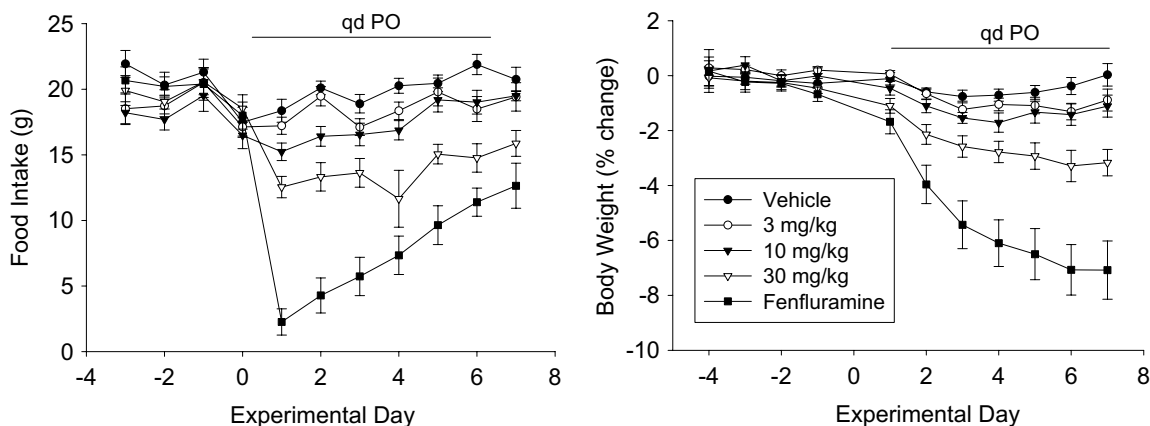 qd PO
25
20
15
10
5
0
Food Intake (g)
-4 -2 0 2 4 6 8
Experimental Day
qd PO
2
0
-2
-4
-6
-8
-10
Body Weight (% change)
Vehicle
3 mg/kg
10 mg/kg
30 mg/kg
Fenfluramine
-4 -2 0 2 4 6 8
Experimental Day